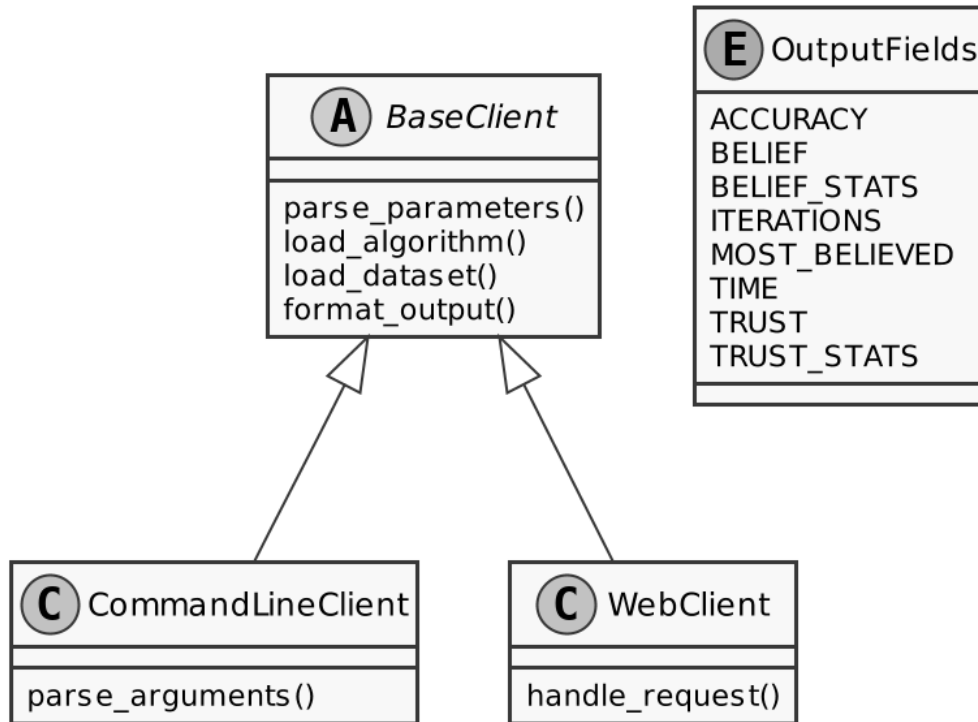 A BaseClient
parse_parameters()
load_algorithm()
load_dataset()
format_output()
E OutputFields
ACCURACY
BELIEF
BELIEF_STATS
ITERATIONS
MOST_BELIEVED
TIME
TRUST
TRUST_STATS
C CommandLineClient
parse_arguments()
C WebClient
handle_request()